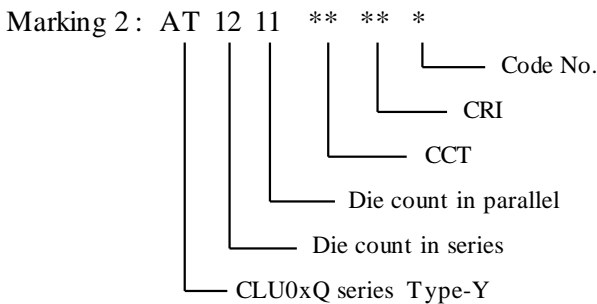 Marking 2 : AT 12 11 ** ** *
Code No.
CRI
CCT
Die count in parallel
Die count in series
CLU0xQ series Type-Y